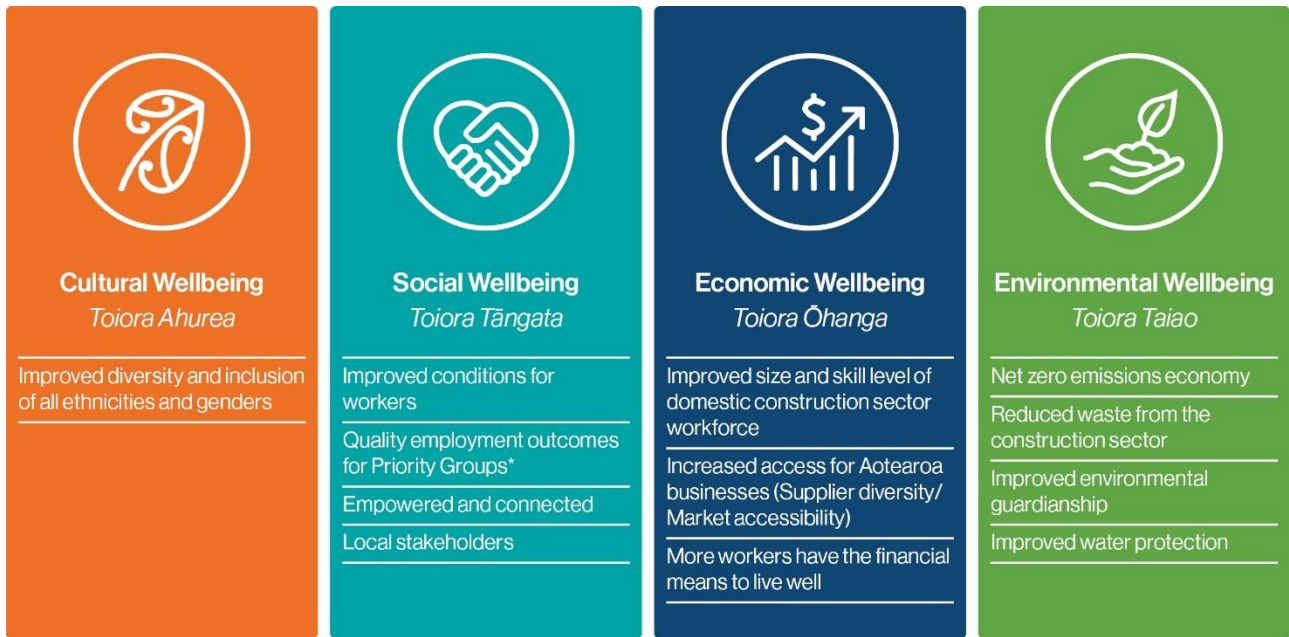 Cultural Wellbeing
Toiora Ahurea
Improved diversity and inclusion
of all ethnicities and genders
Social Wellbeing
Toiora Tāngata
Improved conditions for
workers
Quality employment outcomes
for Priority Groups*
Empowered and connected
Local stakeholders
$
Economic Wellbeing
Toiora Ōhanga
Improved size and skill level of
domestic construction sector
workforce
Increased access for Aotearoa
businesses (Supplier diversity/
Market accessibility)
More workers have the financial
means to live well
Environmental Wellbeing
Toiora Taiao
Net zero emissions economy
Reduced waste from the
construction sector
Improved environmental
guardianship
Improved water protection